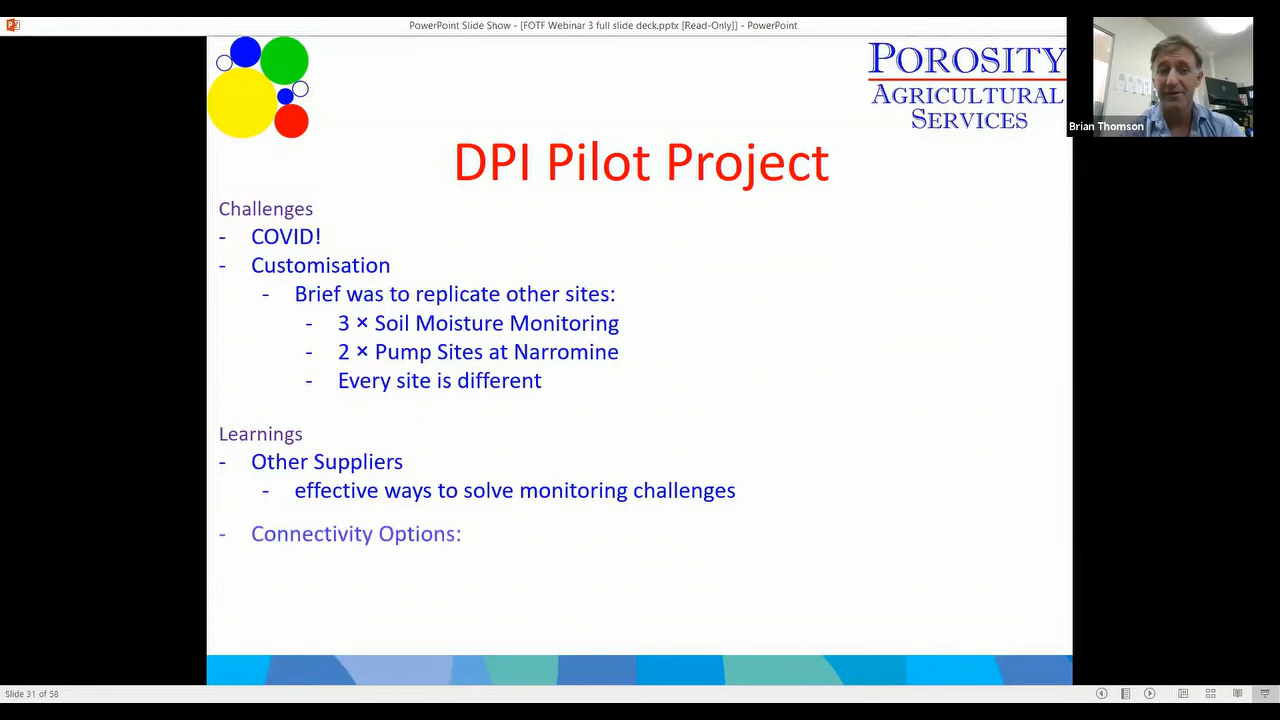 PowerPoint Slide Show - [FOTF Webinar 3 full slide deck.pptx [Read-Only]] - PowerPoint
POROSITY
AGRICULTURAL
SERVICES
Brian Thomson
DPI Pilot Project
Challenges
- COVID!
- Customisation
- Brief was to replicate other sites:
- 3 × Soil Moisture Monitoring
- 2 × Pump Sites at Narromine
- Every site is different
Learnings
- Other Suppliers
- effective ways to solve monitoring challenges
- Connectivity Options:
Slide 31 of 58